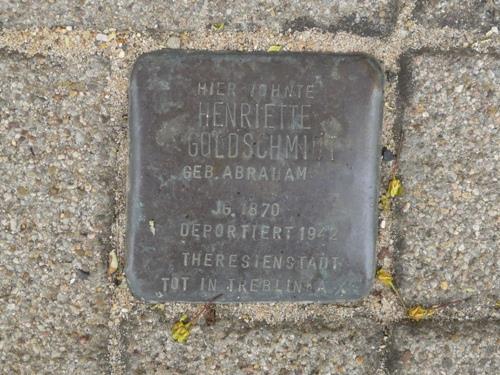 HIER WOHNTE
HENRIETTE
GOLDSCHMIDT
GEB. ABRAHAM
JG. 1870
DEPORTIERT 1942
THERESIENSTADT
TOT IN TREBLINKA